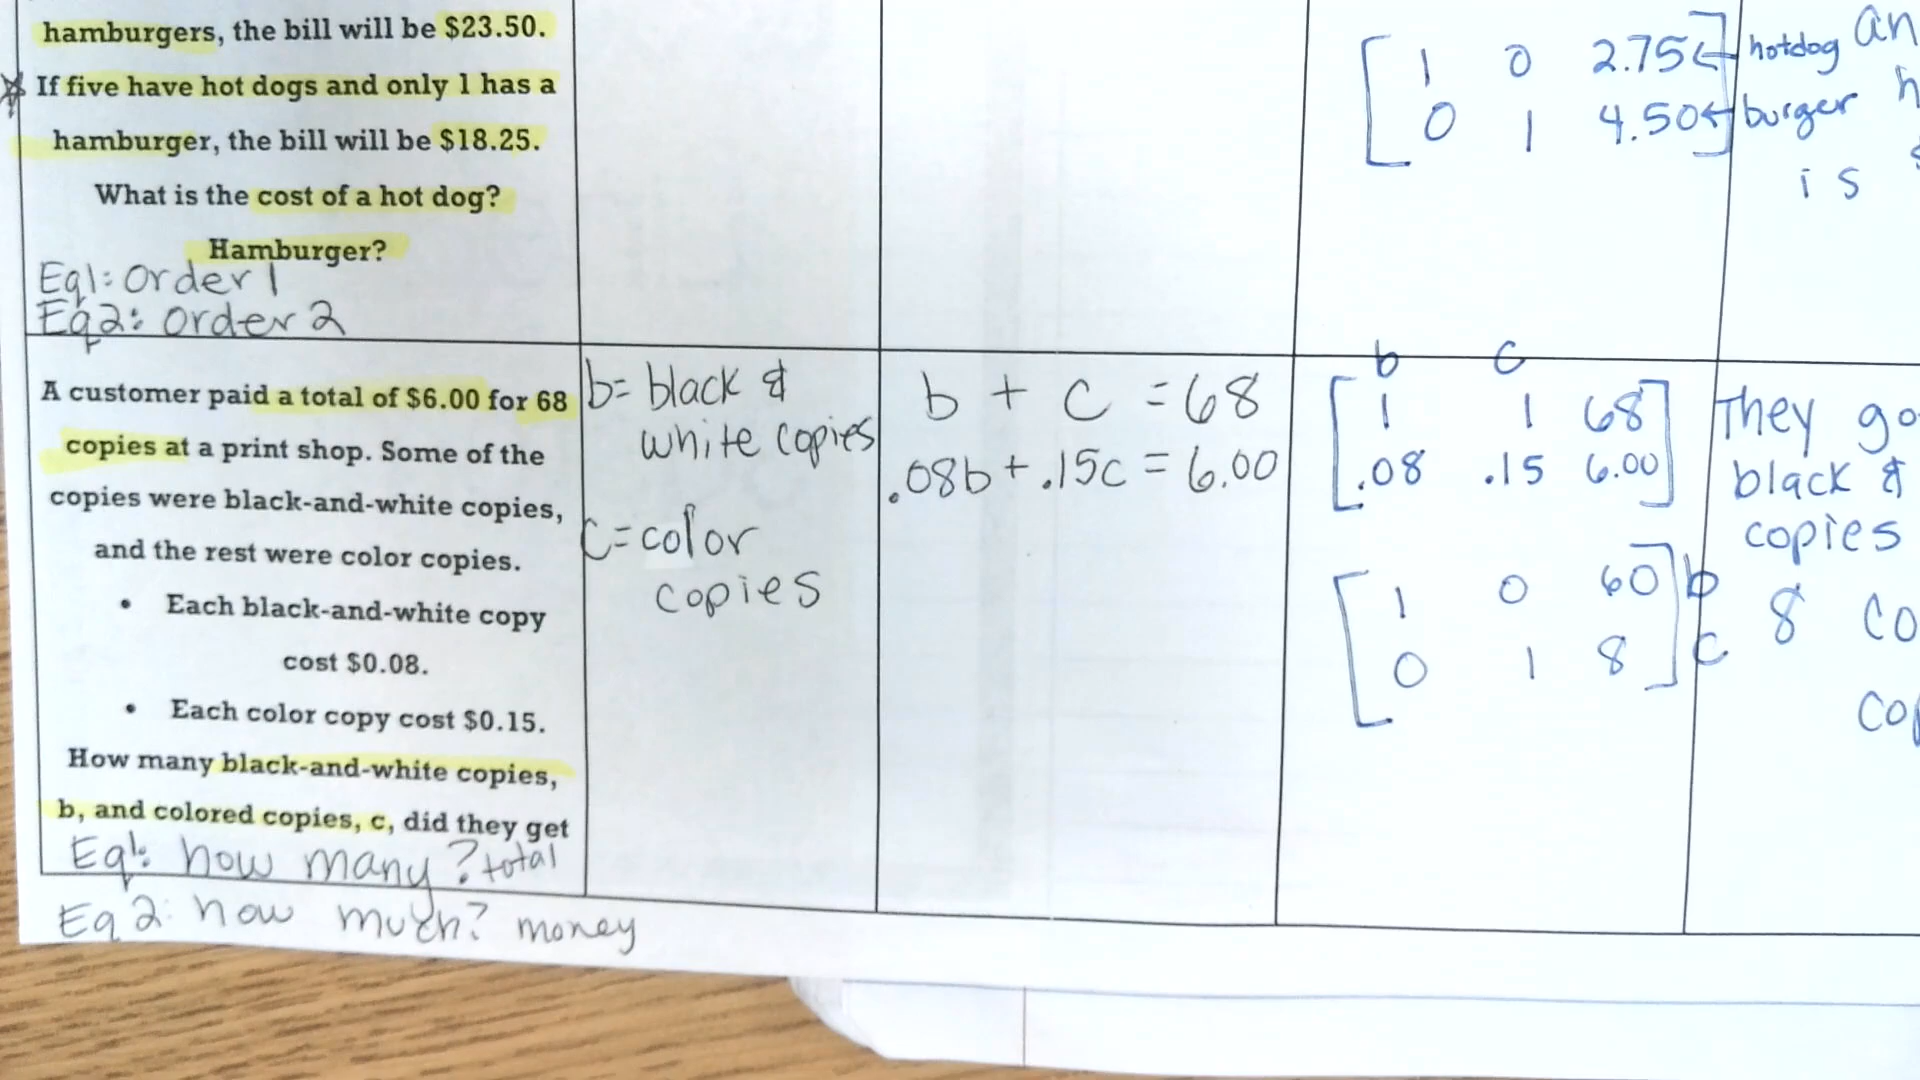 hamburgers, the bill will be $23.50.
If five have hot dogs and only 1 has a
hamburger, the bill will be $18.25.
What is the cost of a hot dog?
Hamburger?
Eq1: Order 1
Eq2: Order 2
1 0 2.75 ← hotdog
0 1 4.50 ← burger
is
A customer paid a total of $6.00 for 68
copies at a print shop. Some of the
copies were black-and-white copies,
and the rest were color copies.
• Each black-and-white copy
cost $0.08.
• Each color copy cost $0.15.
How many black-and-white copies,
b, and colored copies, c, did they get
Eq1: how many? total
Eq2: how much? money
b= black &
white copies
c=color
copies
b + c = 68
.08b + .15c = 6.00
b c
1 1 68
.08 .15 6.00
1 0 60 b
0 1 8 c
They
black &
copies
8